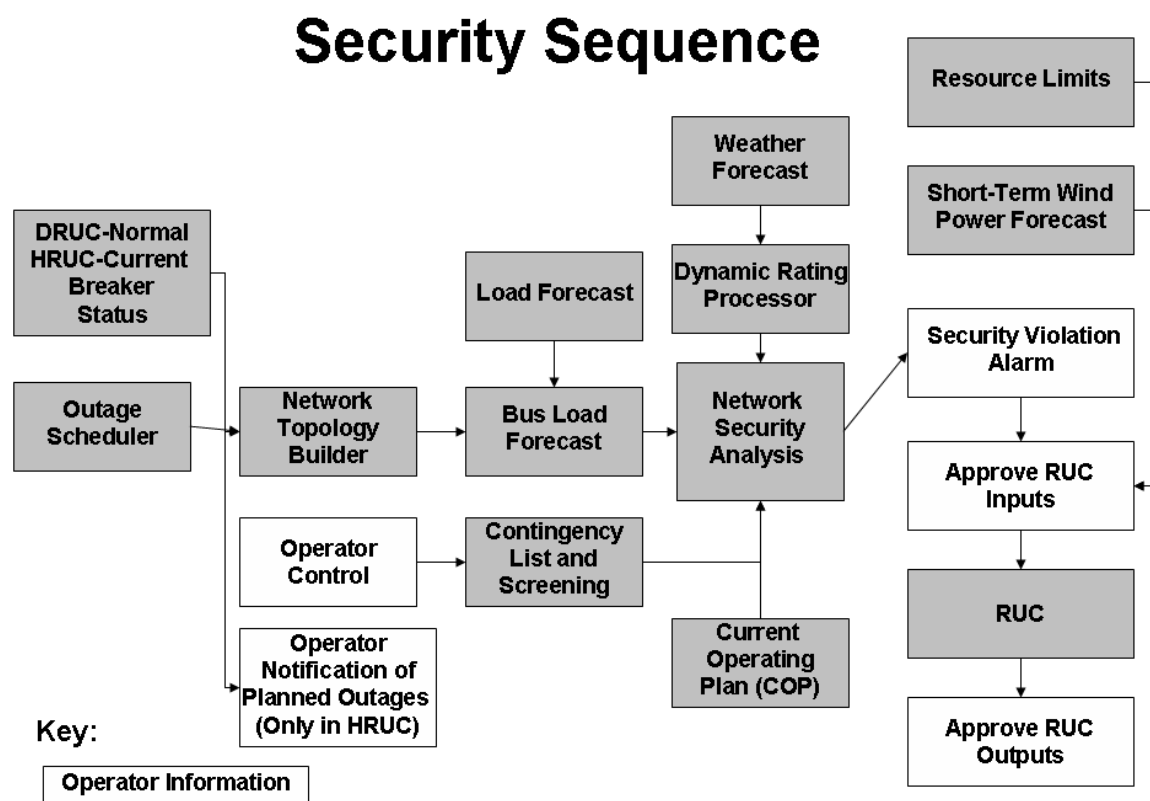 Security Sequence
Resource Limits
Weather
Forecast
Short-Term Wind
Power Forecast
DRUC-Normal
HRUC-Current
Breaker
Status
Load Forecast
Dynamic Rating
Processor
Security Violation
Alarm
Outage
Scheduler
Network
Topology
Builder
Bus Load
Forecast
Network
Security
Analysis
Approve RUC
Inputs
Operator
Control
Contingency
List and
Screening
RUC
Operator
Notification of
Planned Outages
(Only in HRUC)
Current
Operating
Plan (COP)
Approve RUC
Outputs
Key:
Operator Information